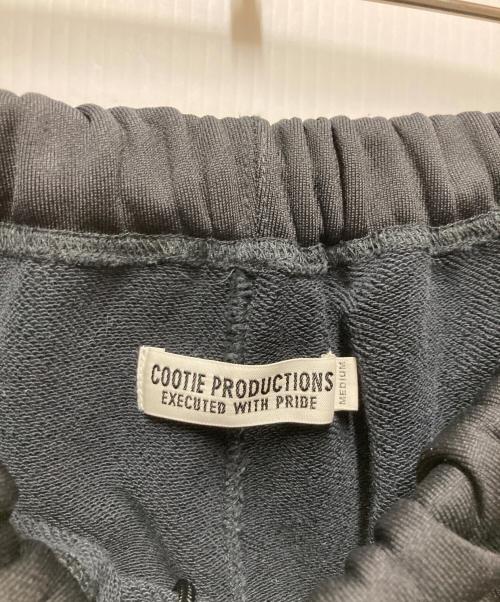 COOTIE PRODUCTIONS
EXECUTED WITH PRIDE
MEDIUM